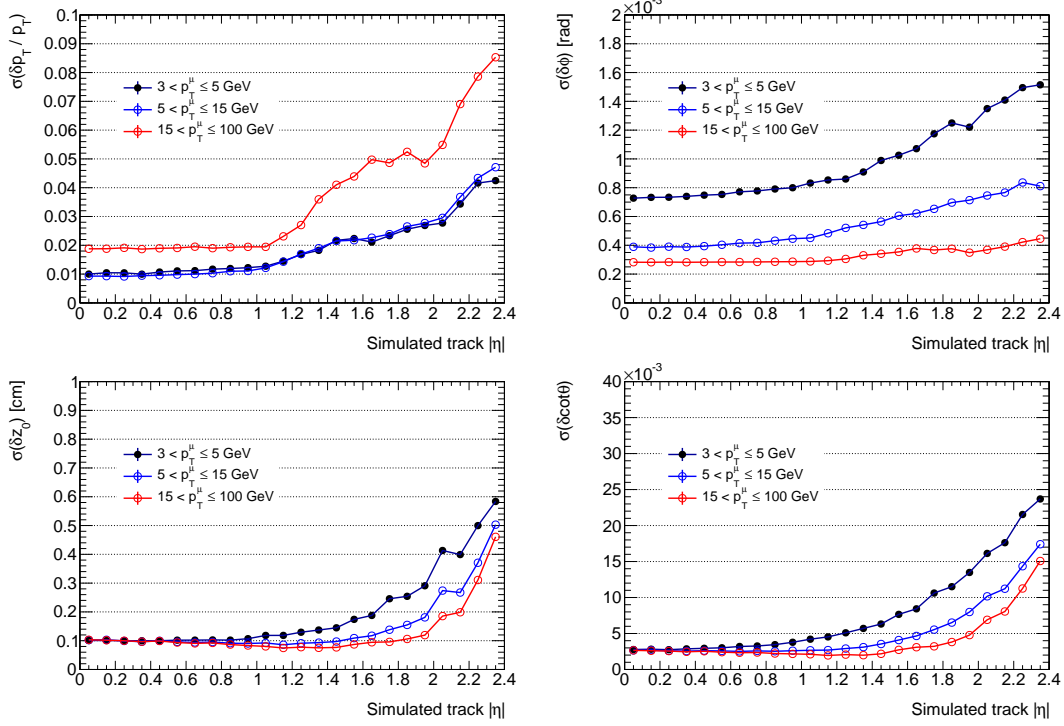 σ(δp_T / p_T)
0.1
0.09
0.08
0.07
0.06
0.05
0.04
0.03
0.02
0.01
0
3 < p_T^μ ≤ 5 GeV
5 < p_T^μ ≤ 15 GeV
15 < p_T^μ ≤ 100 GeV
0 0.2 0.4 0.6 0.8 1 1.2 1.4 1.6 1.8 2 2.2 2.4
Simulated track |η|
σ(δϕ) [rad]
×10⁻³
2
1.8
1.6
1.4
1.2
1
0.8
0.6
0.4
0.2
0
3 < p_T^μ ≤ 5 GeV
5 < p_T^μ ≤ 15 GeV
15 < p_T^μ ≤ 100 GeV
0 0.2 0.4 0.6 0.8 1 1.2 1.4 1.6 1.8 2 2.2 2.4
Simulated track |η|
σ(δz_0) [cm]
1
0.9
0.8
0.7
0.6
0.5
0.4
0.3
0.2
0.1
0
3 < p_T^μ ≤ 5 GeV
5 < p_T^μ ≤ 15 GeV
15 < p_T^μ ≤ 100 GeV
0 0.2 0.4 0.6 0.8 1 1.2 1.4 1.6 1.8 2 2.2 2.4
Simulated track |η|
σ(δcotθ)
×10⁻³
40
35
30
25
20
15
10
5
0
3 < p_T^μ ≤ 5 GeV
5 < p_T^μ ≤ 15 GeV
15 < p_T^μ ≤ 100 GeV
0 0.2 0.4 0.6 0.8 1 1.2 1.4 1.6 1.8 2 2.2 2.4
Simulated track |η|